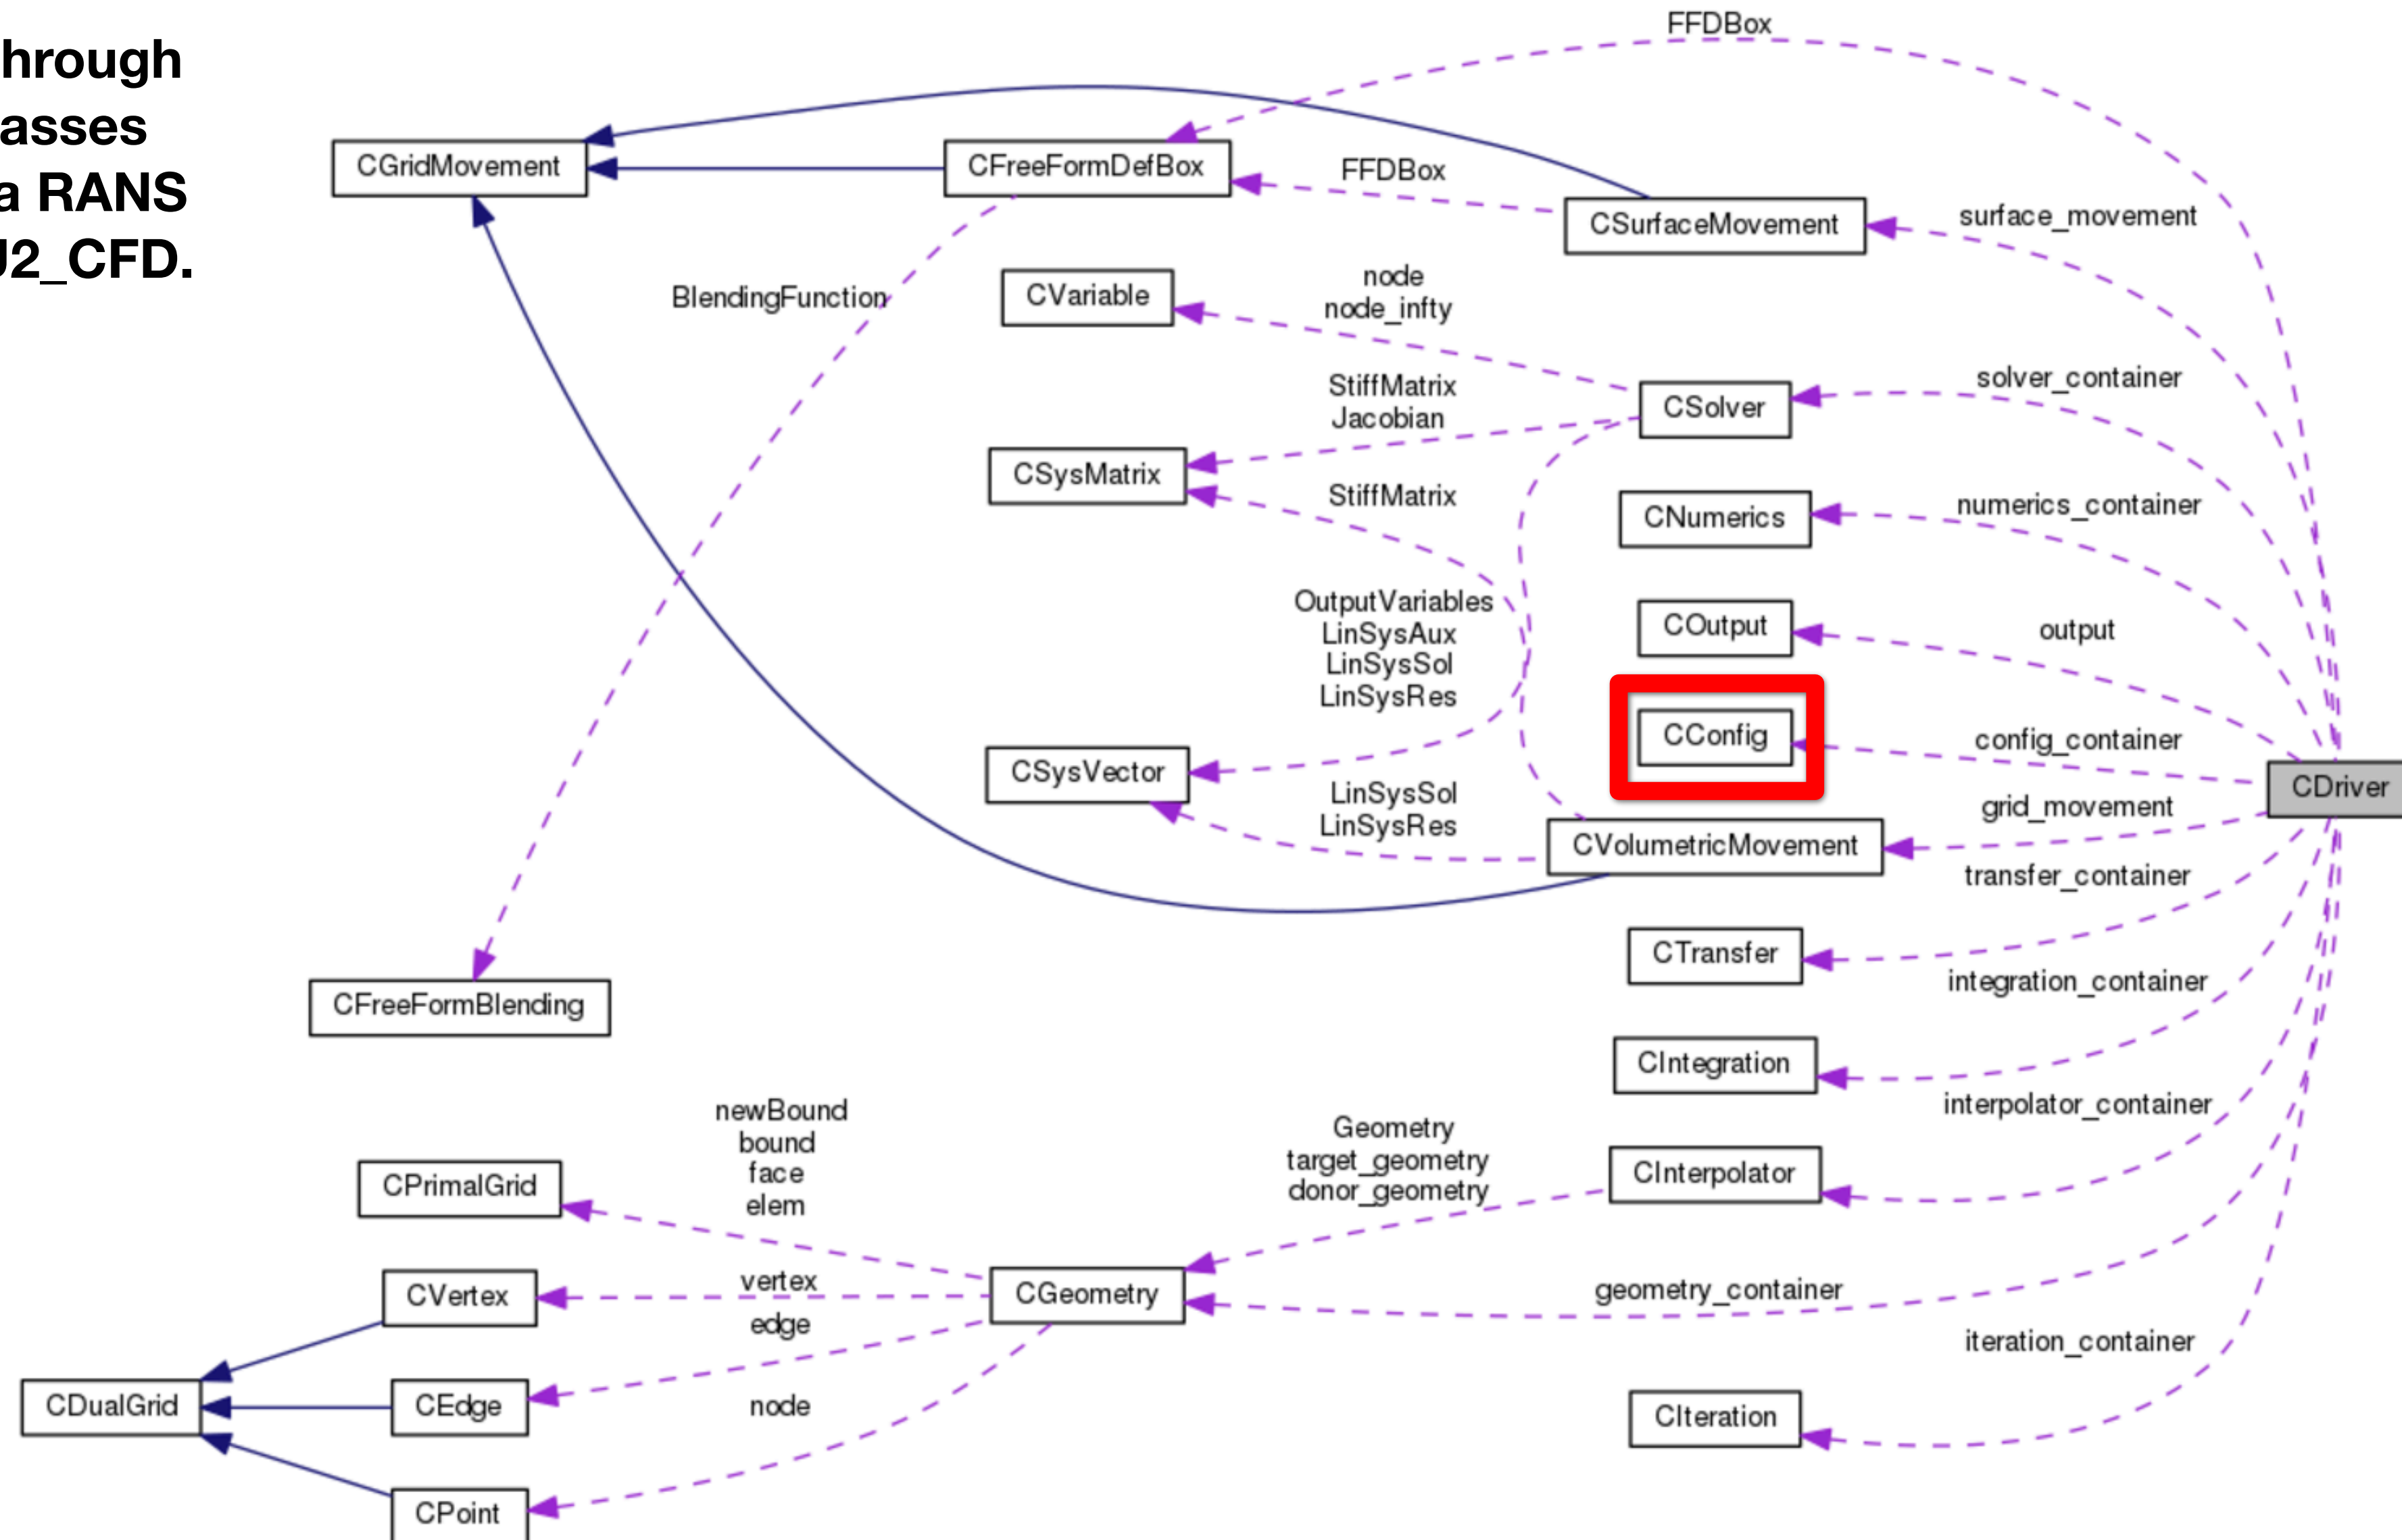 hrough
asses
a RANS
J2_CFD.
FFDBox
CGridMovement
CFreeFormDefBox
FFDBox
CSurfaceMovement
surface_movement
BlendingFunction
CVariable
node
node_infty
solver_container
StiffMatrix
Jacobian
CSolver
CSysMatrix
StiffMatrix
CNumerics
numerics_container
OutputVariables
LinSysAux
LinSysSol
LinSysRes
COutput
output
CConfig
config_container
CSysVector
CDriver
LinSysSol
LinSysRes
grid_movement
CVolumetricMovement
transfer_container
CTransfer
integration_container
CFreeFormBlending
CIntegration
interpolator_container
newBound
bound
face
elem
CPrimalGrid
Geometry
target_geometry
donor_geometry
CInterpolator
vertex
CVertex
CGeometry
geometry_container
edge
iteration_container
CDualGrid
CEdge
node
CIteration
CPoint